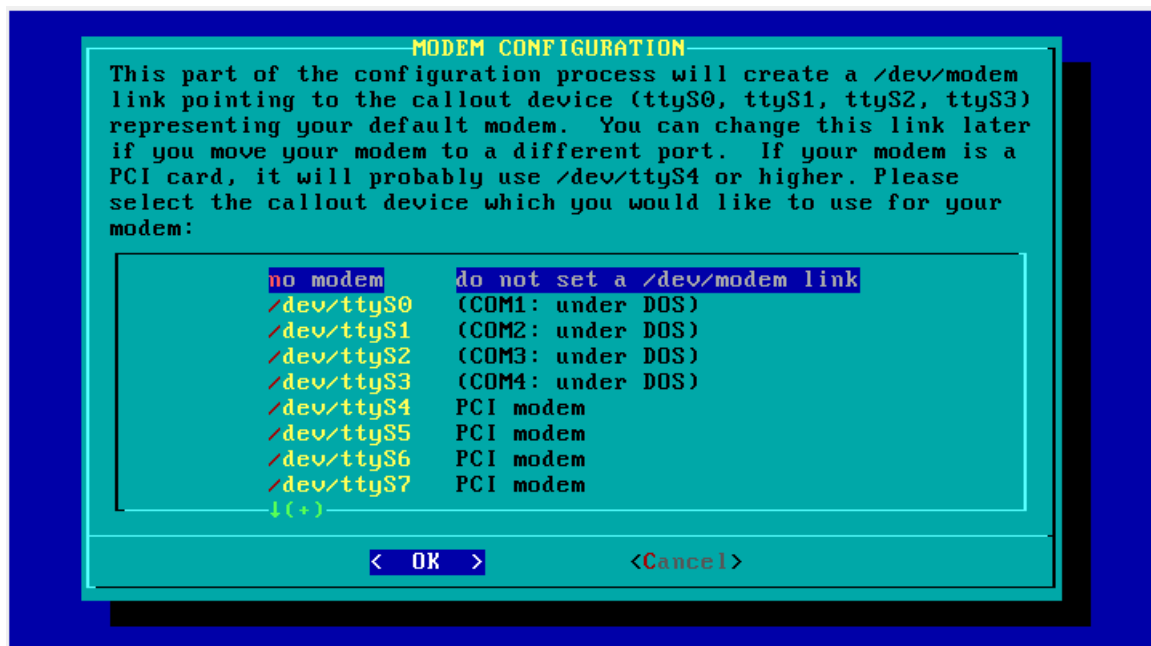 MODEM CONFIGURATION
This part of the configuration process will create a /dev/modem
link pointing to the callout device (ttyS0, ttyS1, ttyS2, ttyS3)
representing your default modem.  You can change this link later
if you move your modem to a different port.  If your modem is a
PCI card, it will probably use /dev/ttyS4 or higher. Please
select the callout device which you would like to use for your
modem:
no modem do not set a /dev/modem link
/dev/ttyS0 (COM1: under DOS)
/dev/ttyS1 (COM2: under DOS)
/dev/ttyS2 (COM3: under DOS)
/dev/ttyS3 (COM4: under DOS)
/dev/ttyS4 PCI modem
/dev/ttyS5 PCI modem
/dev/ttyS6 PCI modem
/dev/ttyS7 PCI modem
↓(+)
< OK > <Cancel>